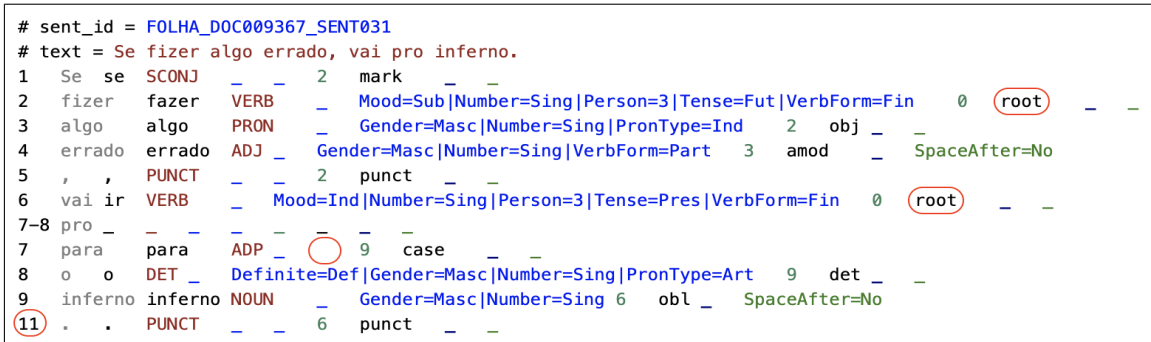 # sent_id = FOLHA_DOC009367_SENT031
# text = Se fizer algo errado, vai pro inferno.
1 Se se SCONJ _ _ 2 mark _ _
2 fizer fazer VERB _ Mood=Sub|Number=Sing|Person=3|Tense=Fut|VerbForm=Fin 0 root _ _
3 algo algo PRON _ Gender=Masc|Number=Sing|PronType=Ind 2 obj _ _
4 errado errado ADJ _ Gender=Masc|Number=Sing|VerbForm=Part 3 amod _ SpaceAfter=No
5 , , PUNCT _ _ 2 punct _ _
6 vai ir VERB _ Mood=Ind|Number=Sing|Person=3|Tense=Pres|VerbForm=Fin 0 root _ _
7-8 pro _ _ _ _ _ _ _ _
7 para para ADP _ 9 case _ _
8 o o DET _ Definite=Def|Gender=Masc|Number=Sing|PronType=Art 9 det _ _
9 inferno inferno NOUN _ Gender=Masc|Number=Sing 6 obl _ SpaceAfter=No
11 . . PUNCT _ _ 6 punct _ _